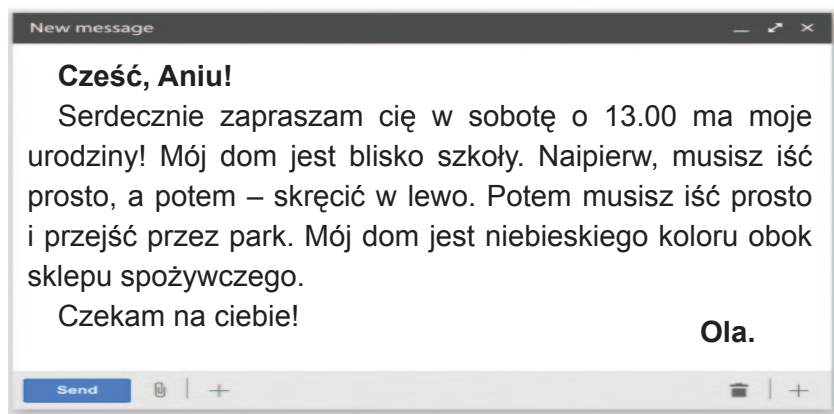 New message
Cześć, Aniu!
Serdecznie zapraszam cię w sobotę o 13.00 ma moje
urodziny! Mój dom jest blisko szkoły. Naipierw, musisz iść
prosto, a potem – skręcić w lewo. Potem musisz iść prosto
i przejść przez park. Mój dom jest niebieskiego koloru obok
sklepu spożywczego.
Czekam na ciebie!
Ola.
Send